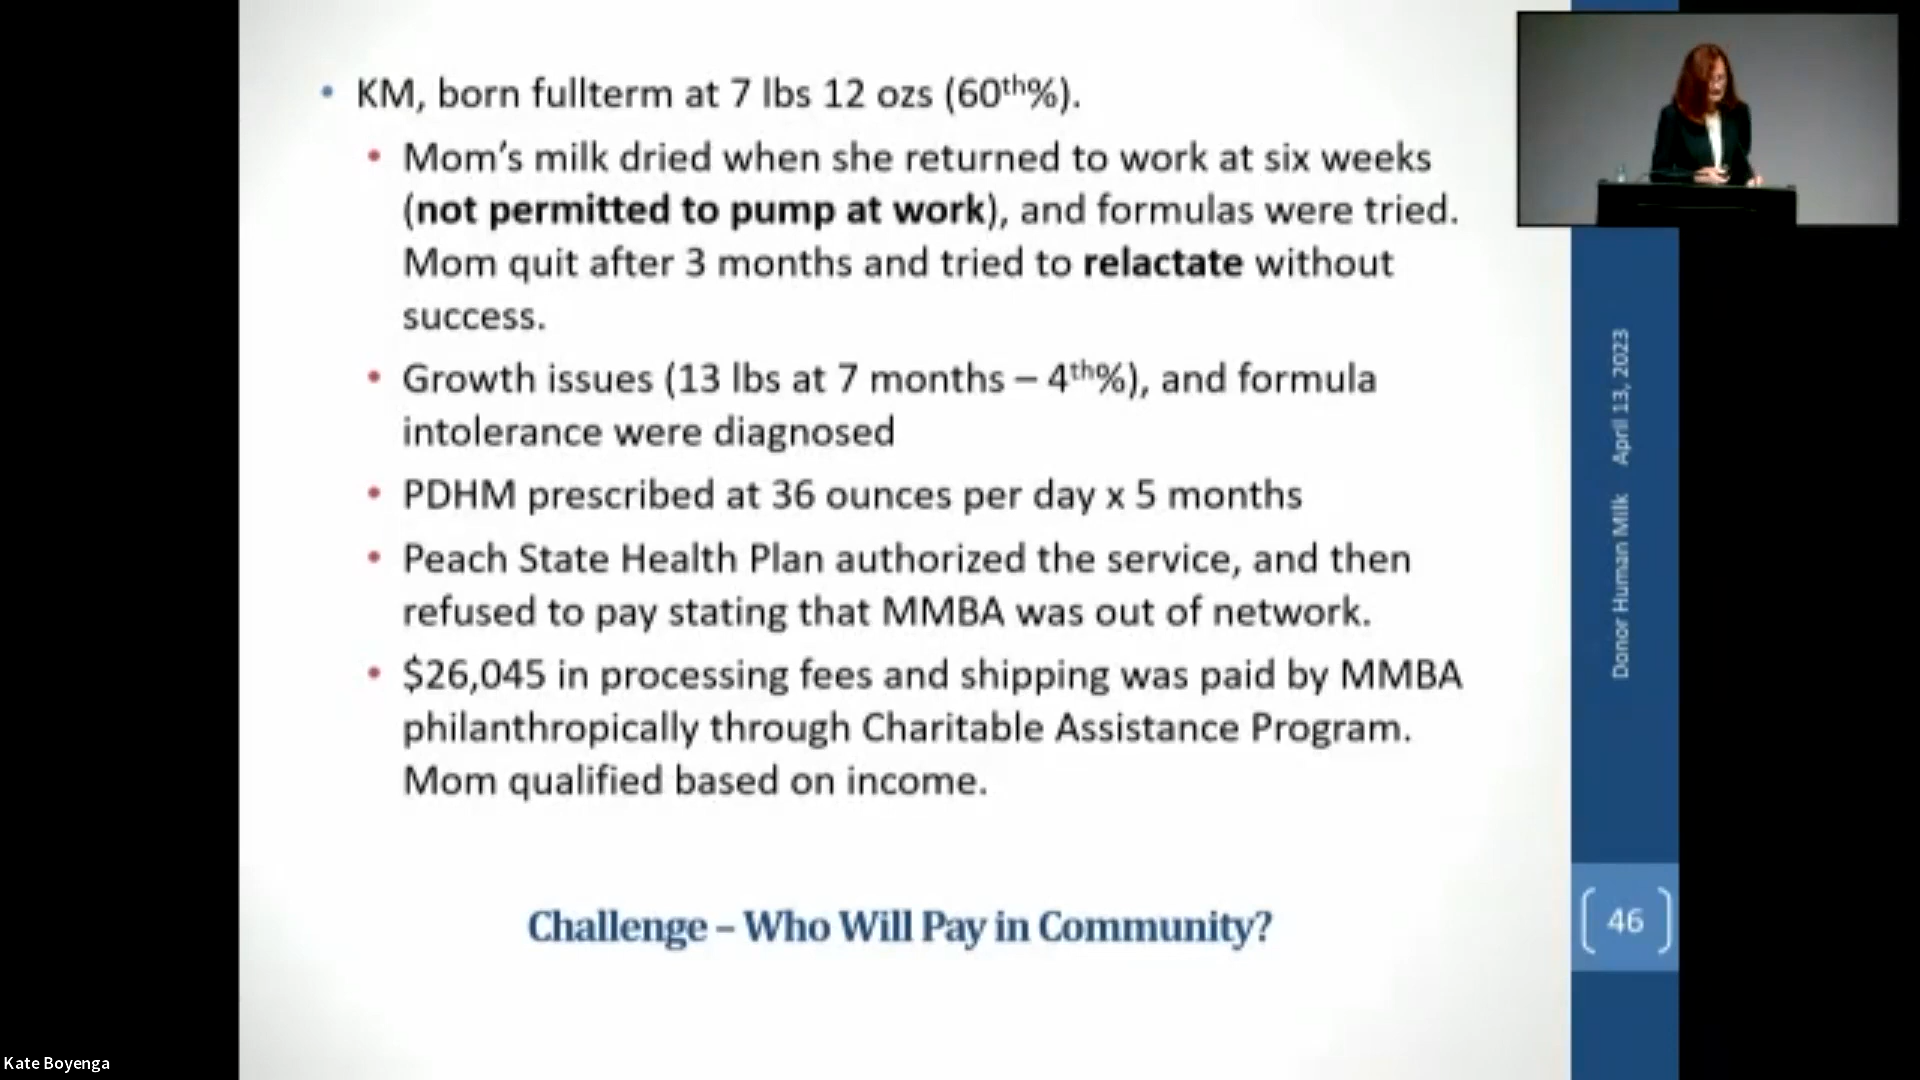 • KM, born fullterm at 7 lbs 12 ozs (60th%).
• Mom's milk dried when she returned to work at six weeks
(not permitted to pump at work), and formulas were tried.
Mom quit after 3 months and tried to relactate without
success.
• Growth issues (13 lbs at 7 months – 4th%), and formula
intolerance were diagnosed
• PDHM prescribed at 36 ounces per day x 5 months
• Peach State Health Plan authorized the service, and then
refused to pay stating that MMBA was out of network.
• $26,045 in processing fees and shipping was paid by MMBA
philanthropically through Charitable Assistance Program.
Mom qualified based on income.
Challenge – Who Will Pay in Community?
Donor Human Milk April 13, 2023
46
Kate Boyenga